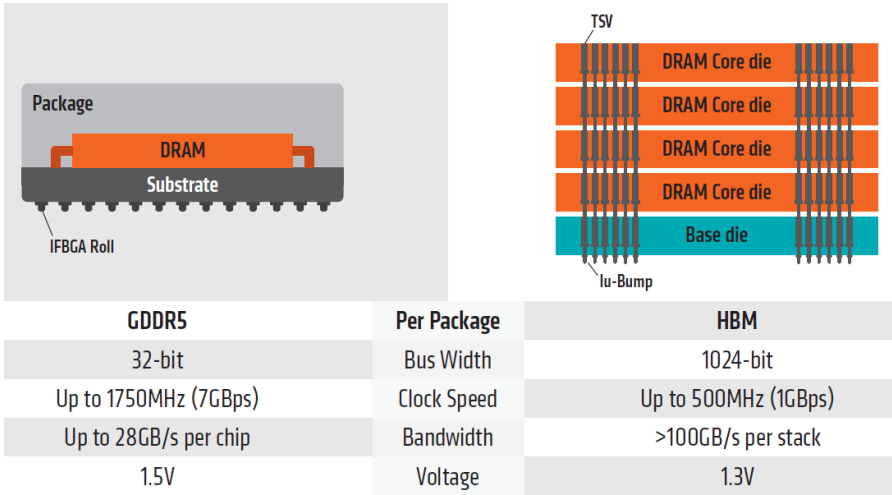 Package
DRAM
Substrate
IFBGA Roll
TSV
DRAM Core die
DRAM Core die
DRAM Core die
DRAM Core die
Base die
Iu-Bump
GDDR5 Per Package HBM
32-bit Bus Width 1024-bit
Up to 1750MHz (7GBps) Clock Speed Up to 500MHz (1GBps)
Up to 28GB/s per chip Bandwidth >100GB/s per stack
1.5V Voltage 1.3V